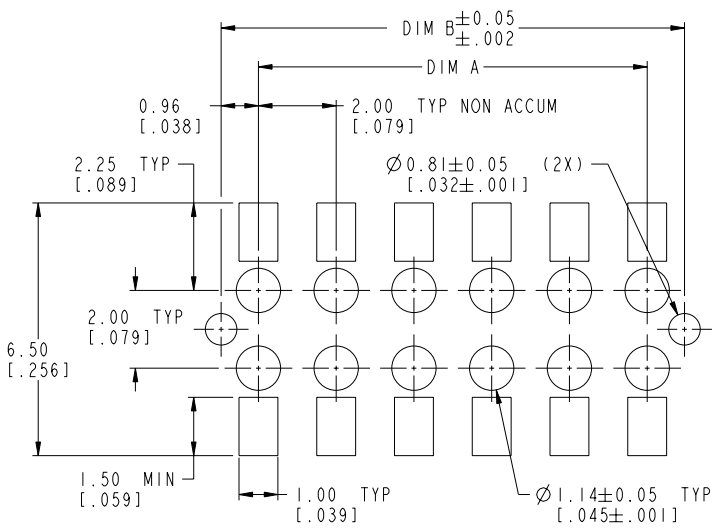 DIM B ±0.05
±.002
DIM A
0.96
[.038]
2.00 TYP NON ACCUM
[.079]
2.25 TYP
[.089]
Ø0.81±0.05 (2X)
[.032±.001]
2.00 TYP
[.079]
6.50
[.256]
1.50 MIN
[.059]
1.00 TYP
[.039]
Ø1.14±0.05 TYP
[.045±.001]